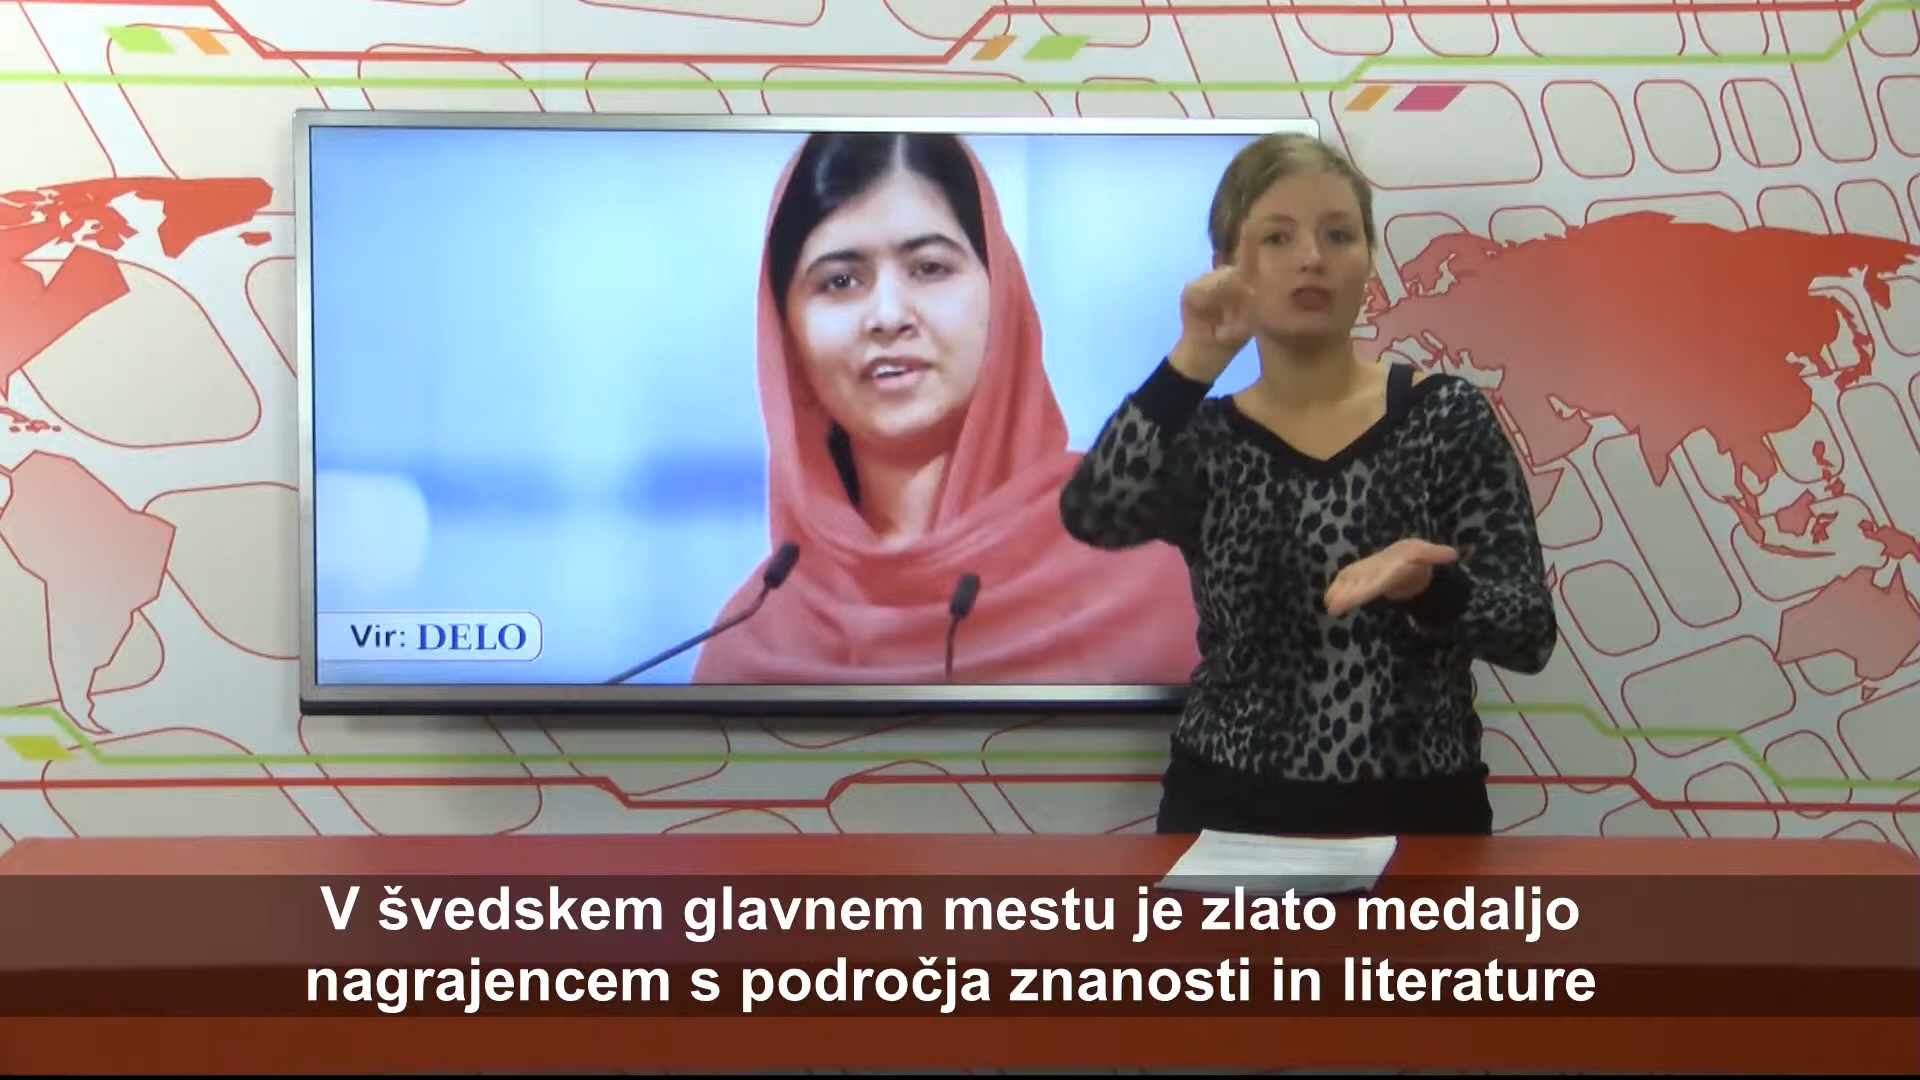 Vir: DELO
V švedskem glavnem mestu je zlato medaljo
nagrajencem s področja znanosti in literature